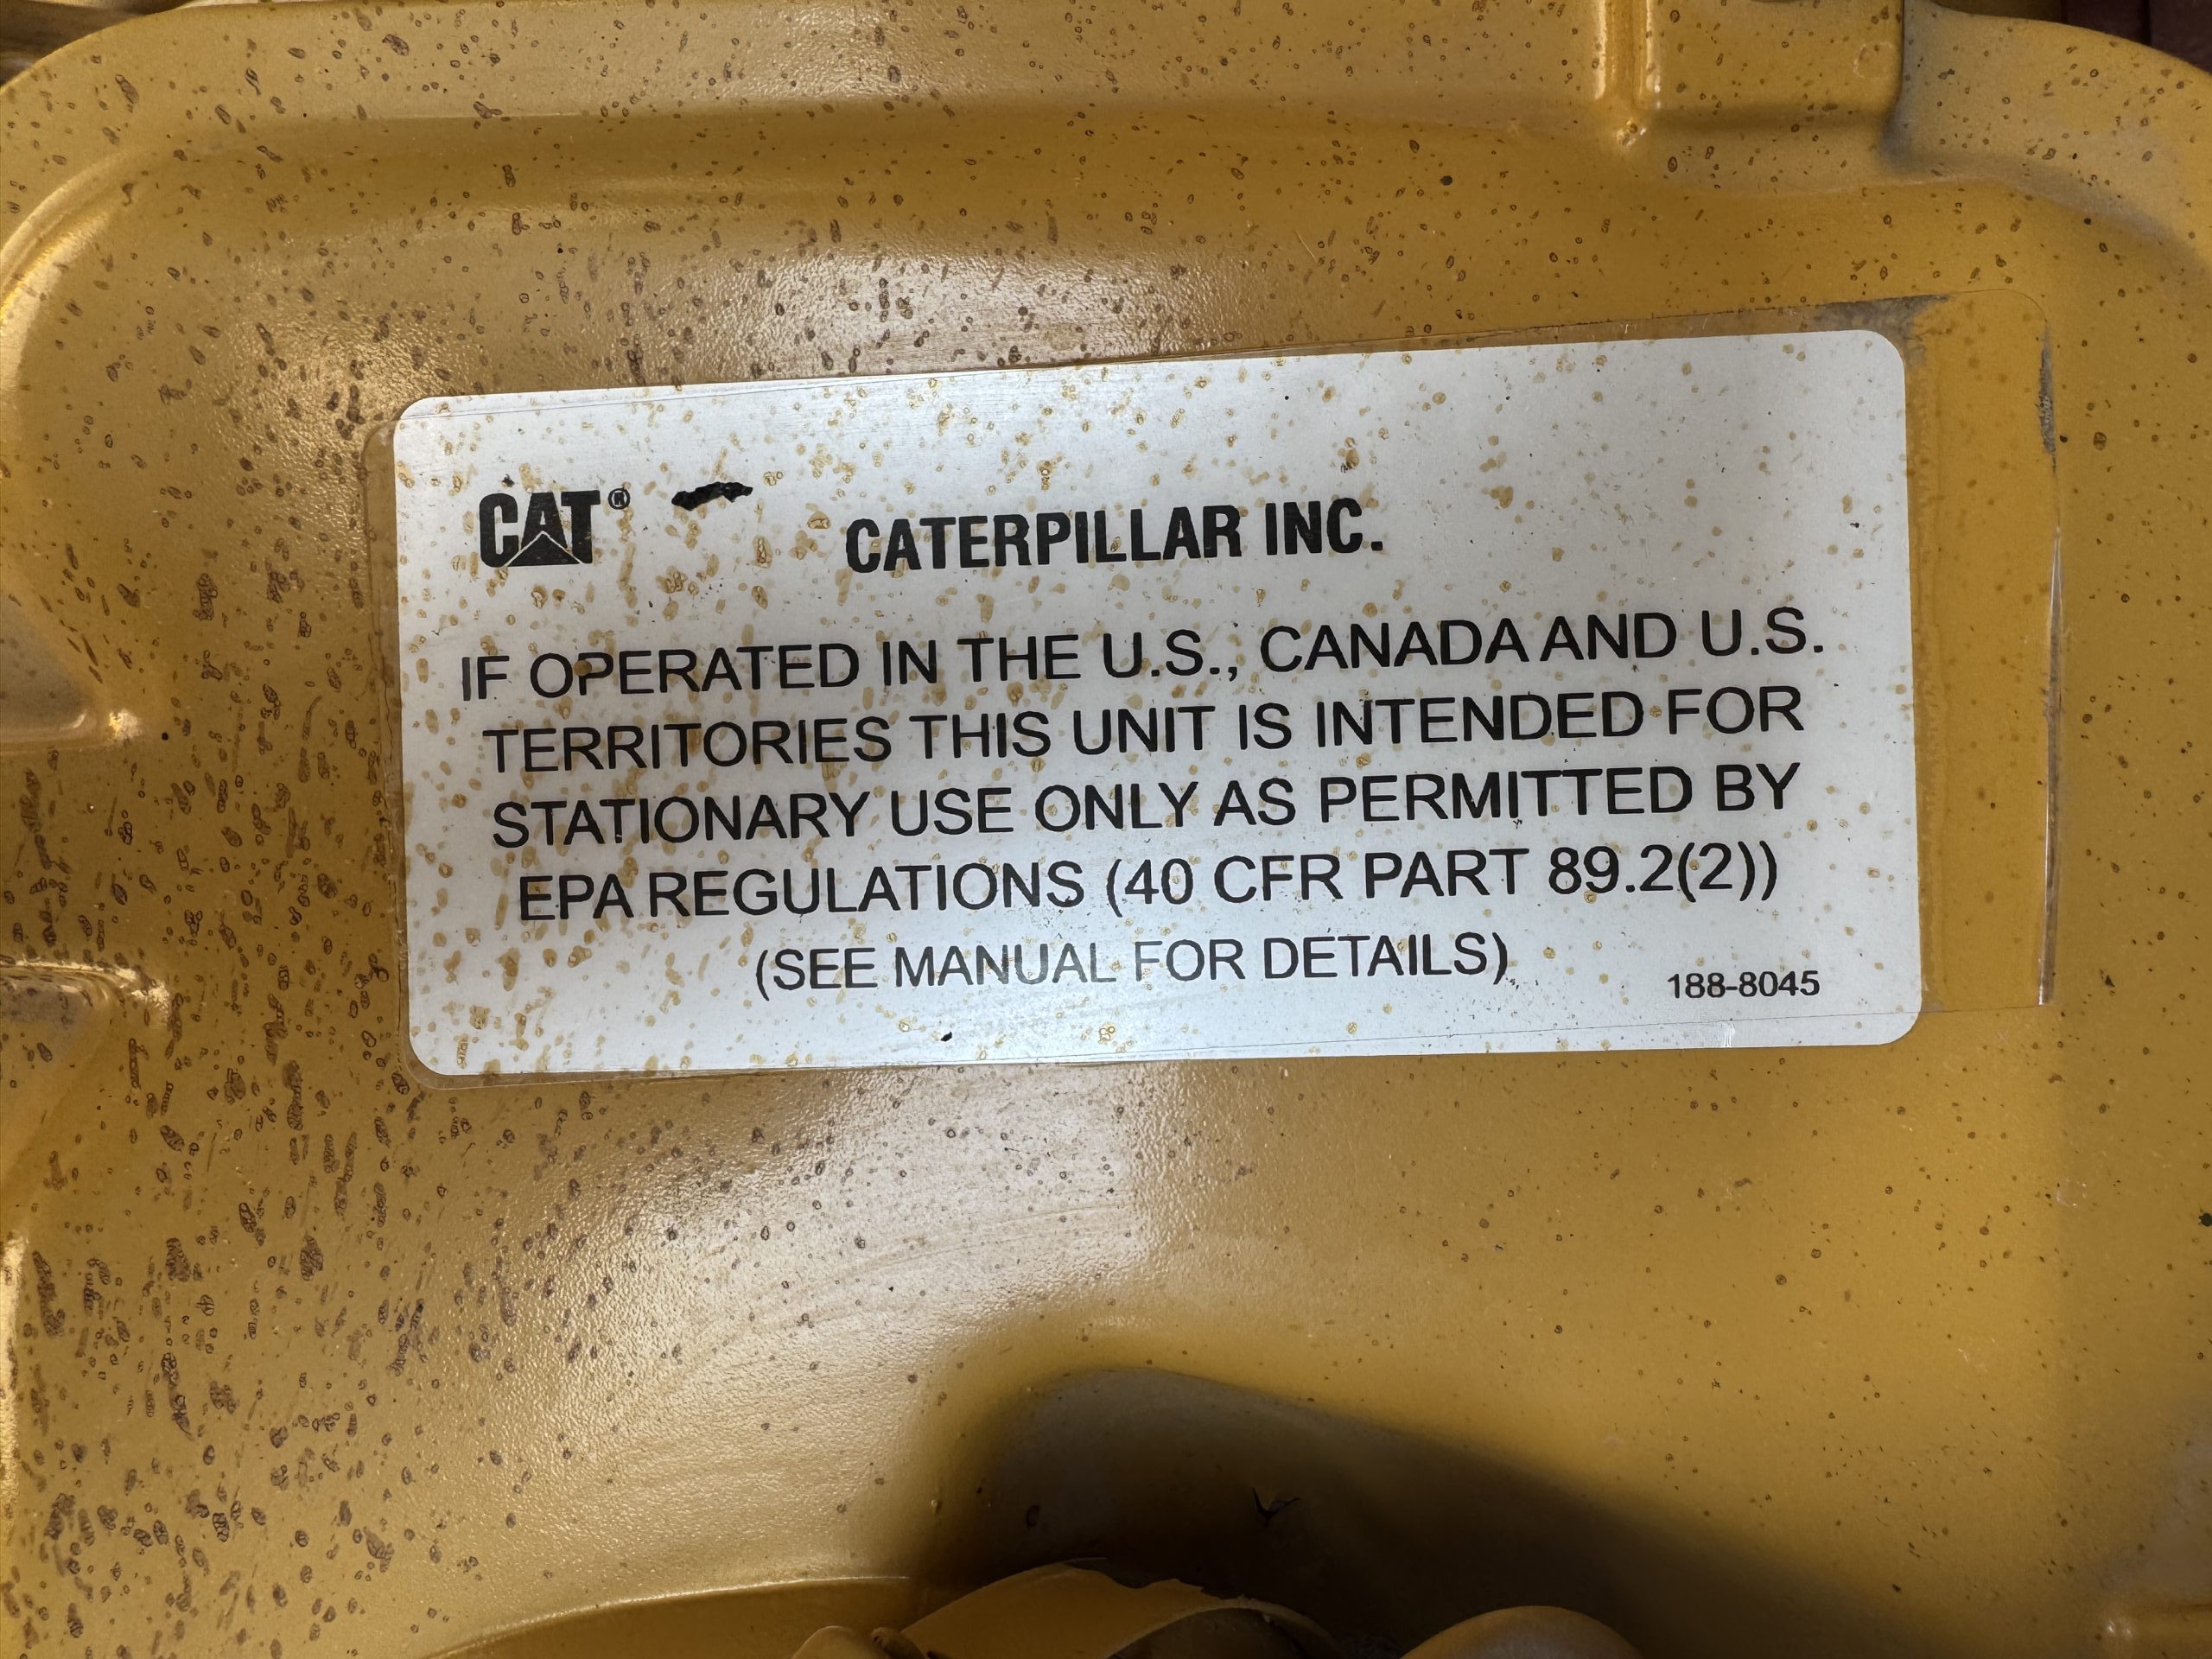 CAT® CATERPILLAR INC.
IF OPERATED IN THE U.S., CANADA AND U.S.
TERRITORIES THIS UNIT IS INTENDED FOR
STATIONARY USE ONLY AS PERMITTED BY
EPA REGULATIONS (40 CFR PART 89.2(2))
(SEE MANUAL FOR DETAILS)
188-8045